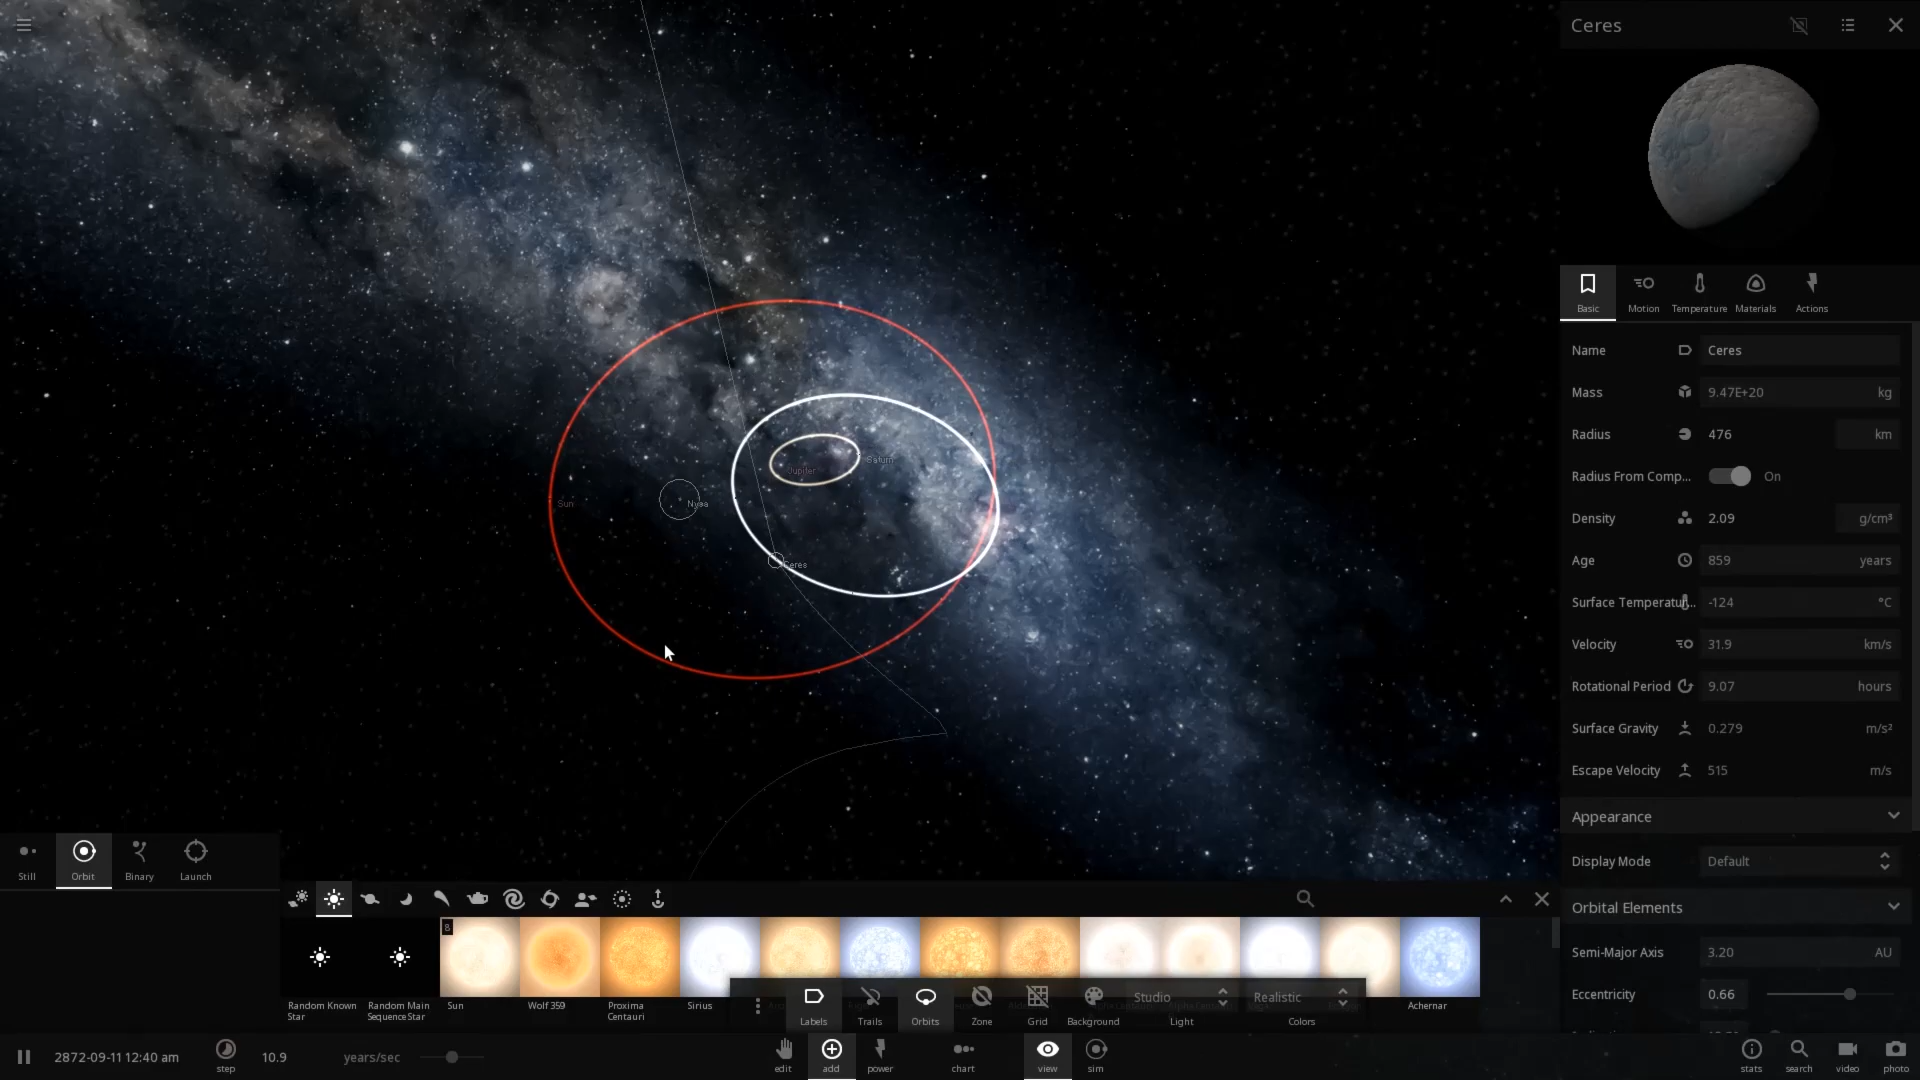 Ceres
Sun
Nysa
Jupiter
Saturn
Ceres
Basic
Motion
Temperature
Materials
Actions
Name
Ceres
Mass
9.47E+20
kg
Radius
476
km
Radius From Comp...
On
Density
2.09
g/cm³
Age
859
years
Surface Temperatur...
-124
°C
Velocity
31.9
km/s
Rotational Period
9.07
hours
Surface Gravity
0.279
m/s²
Escape Velocity
515
m/s
Appearance
Display Mode
Default
Orbital Elements
Semi-Major Axis
3.20
AU
Eccentricity
0.66
Still
Orbit
Binary
Launch
Random Known
Star
Random Main
Sequence Star
Sun
Wolf 359
Proxima
Centauri
Sirius
Achernar
Labels
Trails
Orbits
Zone
Grid
Background
Studio
Light
Realistic
Colors
2872-09-11 12:40 am
step
10.9
years/sec
edit
add
power
chart
view
sim
stats
search
video
photo